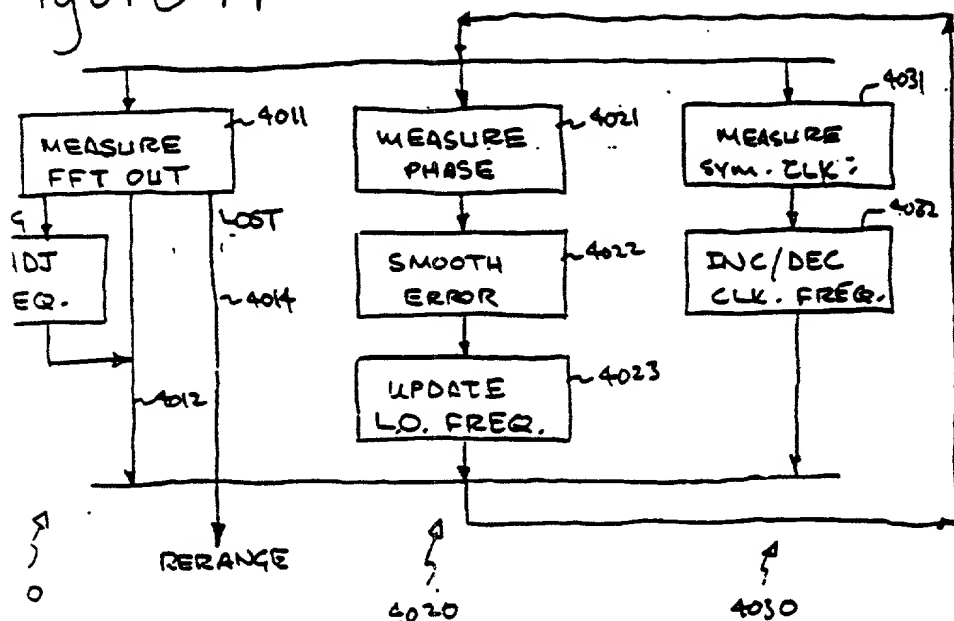 4011
MEASURE
FFT OUT
LOST
4014
4012
RERANGE
4021
MEASURE
PHASE
4022
SMOOTH
ERROR
4023
UPDATE
L.O. FREQ.
4020
4031
MEASURE
SYM. CLK.
4032
INC/DEC
CLK. FREQ.
4030